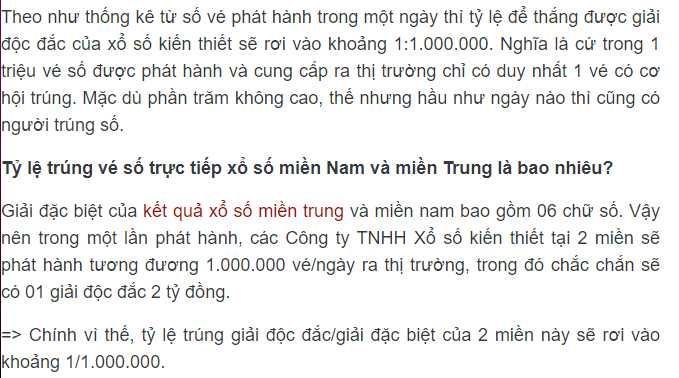 Theo như thống kê từ số vé phát hành trong một ngày thì tỷ lệ để thắng được giải
độc đắc của xổ số kiến thiết sẽ rơi vào khoảng 1:1.000.000. Nghĩa là cứ trong 1
triệu vé số được phát hành và cung cấp ra thị trường chỉ có duy nhất 1 vé có cơ
hội trúng. Mặc dù phần trăm không cao, thế nhưng hầu như ngày nào thì cũng có
người trúng số.
Tỷ lệ trúng vé số trực tiếp xổ số miền Nam và miền Trung là bao nhiêu?
Giải đặc biệt của kết quả xổ số miền trung và miền nam bao gồm 06 chữ số. Vậy
nên trong một lần phát hành, các Công ty TNHH Xổ số kiến thiết tại 2 miền sẽ
phát hành tương đương 1.000.000 vé/ngày ra thị trường, trong đó chắc chắn sẽ
có 01 giải độc đắc 2 tỷ đồng.
=> Chính vì thế, tỷ lệ trúng giải độc đắc/giải đặc biệt của 2 miền này sẽ rơi vào
khoảng 1/1.000.000.